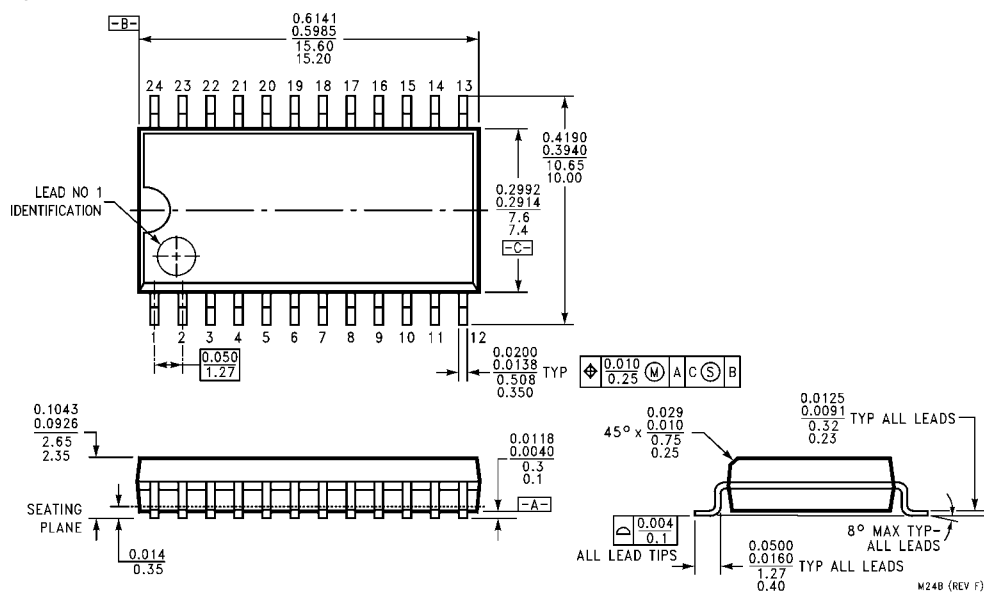 -B-
0.6141
0.5985
15.60
15.20
24 23 22 21 20 19 18 17 16 15 14 13
LEAD NO 1
IDENTIFICATION
0.4190
0.3940
10.65
10.00
0.2992
0.2914
7.6
7.4
-C-
1 2 3 4 5 6 7 8 9 10 11 12
0.050
1.27
0.0200
0.0138
0.508
0.350
TYP
⌖ 0.010 0.25 Ⓜ A C Ⓢ B
0.1043
0.0926
2.65
2.35
SEATING
PLANE
0.014
0.35
0.0118
0.0040
0.3
0.1
-A-
45° x
0.029
0.010
0.75
0.25
0.0125
0.0091
0.32
0.23
TYP ALL LEADS
0.004
0.1
ALL LEAD TIPS
0.0500
0.0160
1.27
0.40
TYP ALL LEADS
8° MAX TYP-
ALL LEADS
M24B (REV F)